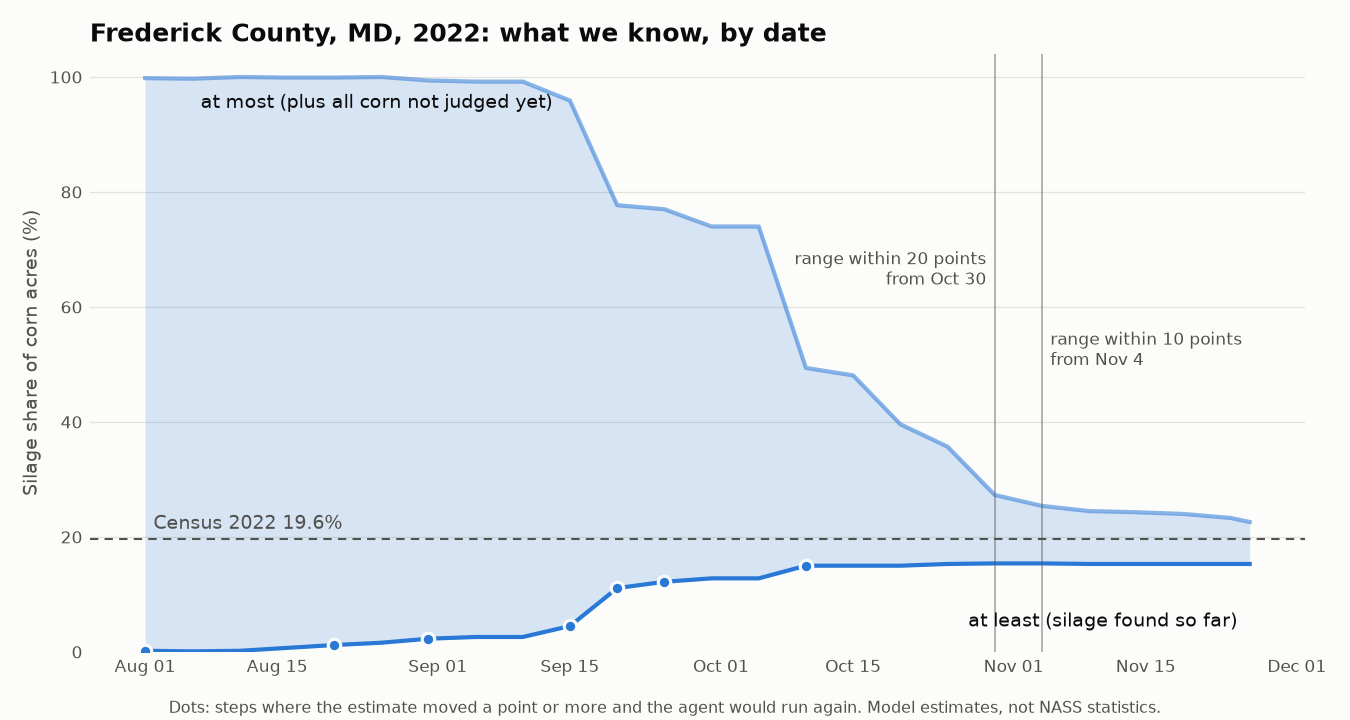 Frederick County, MD, 2022: what we know, by date
Silage share of corn acres (%)
100
80
60
40
20
0
at most (plus all corn not judged yet)
range within 20 points
from Oct 30
range within 10 points
from Nov 4
Census 2022 19.6%
at least (silage found so far)
Aug 01 Aug 15 Sep 01 Sep 15 Oct 01 Oct 15 Nov 01 Nov 15 Dec 01
Dots: steps where the estimate moved a point or more and the agent would run again. Model estimates, not NASS statistics.